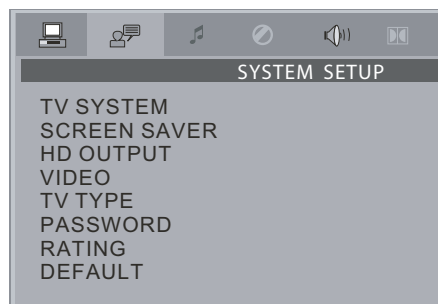 SYSTEM SETUP
TV SYSTEM
SCREEN SAVER
HD OUTPUT
VIDEO
TV TYPE
PASSWORD
RATING
DEFAULT